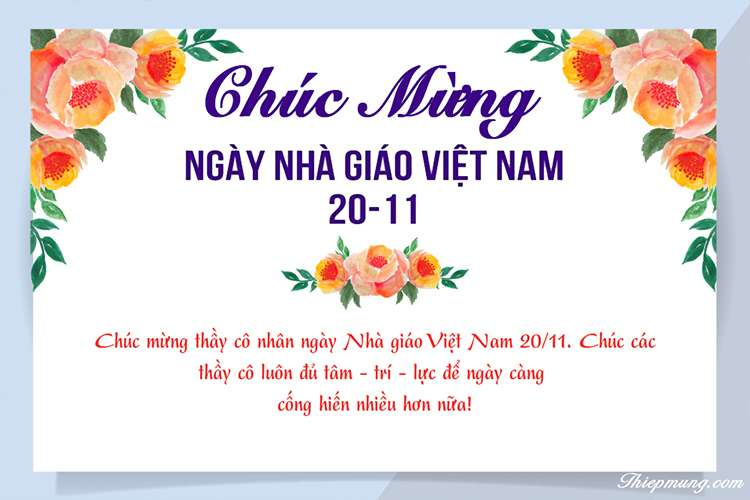 Chúc Mừng
NGÀY NHÀ GIÁO VIỆT NAM
20-11
Chúc mừng thầy cô nhân ngày Nhà giáo Việt Nam 20/11. Chúc các
thầy cô luôn đủ tâm - trí - lực để ngày càng
cống hiến nhiều hơn nữa!
Thiepmung.com